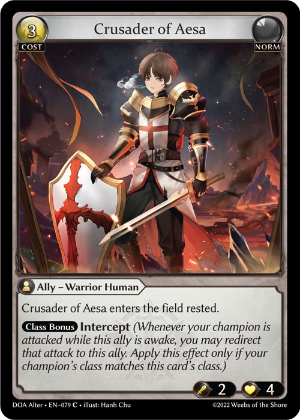 3
COST
Crusader of Aesa
NORM
Ally – Warrior Human
Crusader of Aesa enters the field rested.
Class Bonus Intercept (Whenever your champion is
attacked while this ally is awake, you may redirect
that attack to this ally. Apply this effect only if your
champion's class matches this card's class.)
2
4
DOA Alter • EN-079 C • illust: Hanh Chu
©2022 Weebs of the Shore